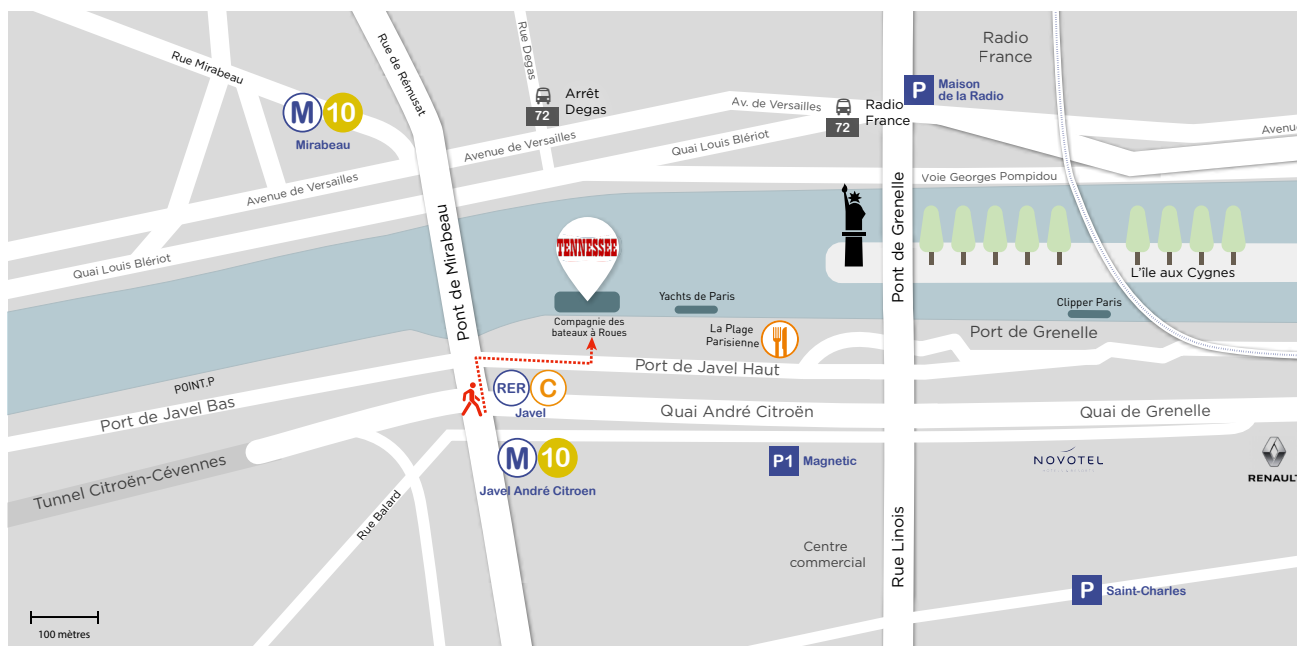 Rue Mirabeau
M 10
Mirabeau
Rue de Rémusat
Rue Degas
Arrêt
Degas
72
Av. de Versailles
72
Radio
France
P
Maison
de la Radio
Radio
France
Avenue
Avenue de Versailles
Quai Louis Blériot
Avenue de Versailles
Voie Georges Pompidou
Quai Louis Blériot
Pont de Mirabeau
TENNESSEE
Pont de Grenelle
L'île aux Cygnes
Yachts de Paris
Clipper Paris
Compagnie des
bateaux à Roues
La Plage
Parisienne
Port de Grenelle
POINT.P
Port de Javel Haut
Port de Javel Bas
RER C
Javel
Quai André Citroën
Quai de Grenelle
M 10
Javel André Citroen
P1 Magnetic
NOVOTEL
RENAULT
Tunnel Citroën-Cévennes
Rue Balard
Centre
commercial
Rue Linois
P Saint-Charles
100 mètres